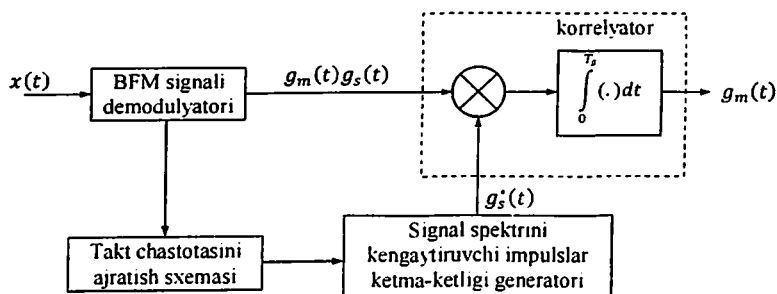 korrelyator
x(t)
BFM signali
demodulyatori
g_m(t)g_s(t)
T_s
∫(.)dt
0
g_m(t)
g_s^*(t)
Takt chastotasini
ajratish sxemasi
Signal spektrini
kengaytiruvchi impulslar
ketma-ketligi generatori